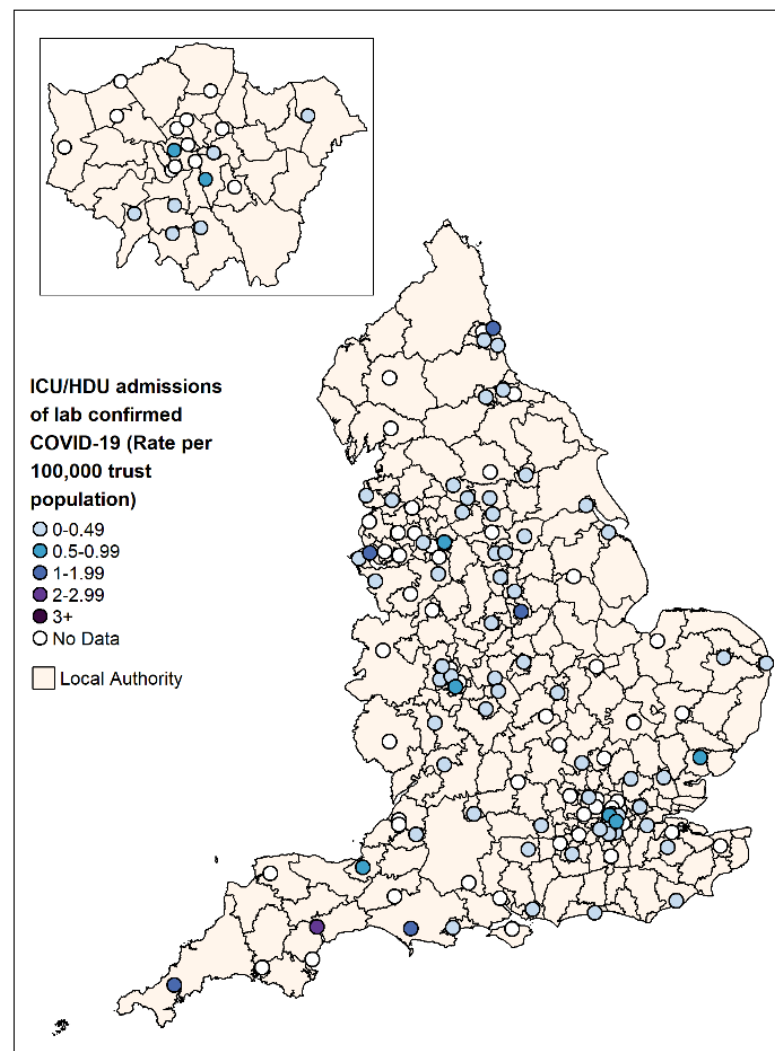 ICU/HDU admissions
of lab confirmed
COVID-19 (Rate per
100,000 trust
population)
0-0.49
0.5-0.99
1-1.99
2-2.99
3+
No Data
Local Authority